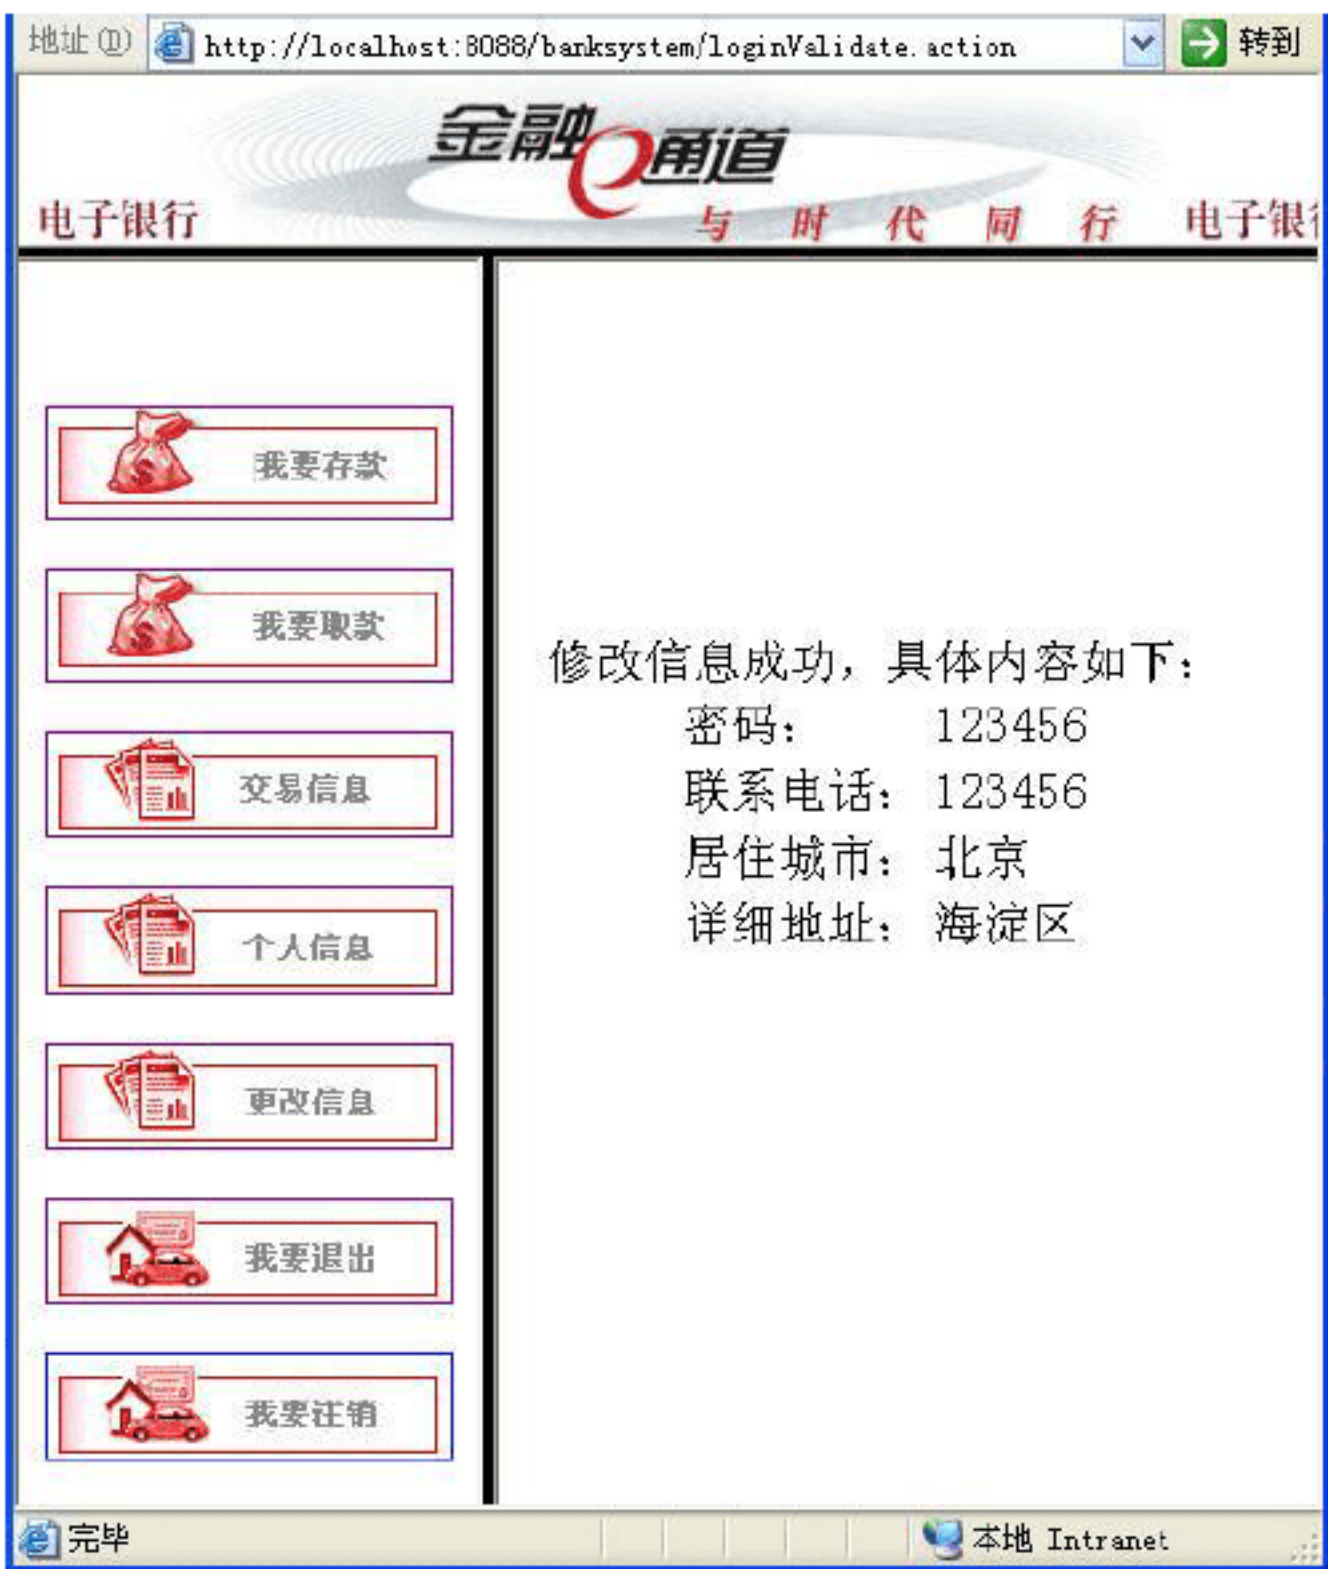 地址(D) http://localhost:8088/banksystem/loginValidate.action 转到
金融e通道
电子银行 与时代同行 电子银行
我要存款
我要取款
交易信息
个人信息
更改信息
我要退出
我要注销
修改信息成功，具体内容如下：
密码： 123456
联系电话： 123456
居住城市： 北京
详细地址： 海淀区
完毕 本地 Intranet